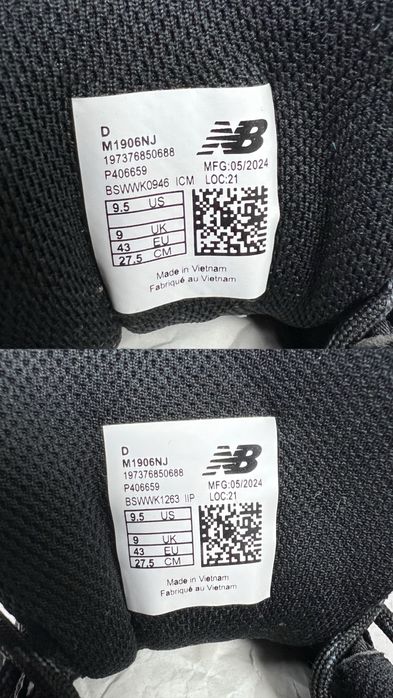 D
M1906NJ
197376850688
P406659
BSWWK0946 ICM
NB
MFG:05/2024
LOC:21
9.5 US
9 UK
43 EU
27.5 CM
Made in Vietnam
Fabriqué au Vietnam
D
M1906NJ
197376850688
P406659
BSWWK1263 IIP
NB
MFG:05/2024
LOC:21
9.5 US
9 UK
43 EU
27.5 CM
Made in Vietnam
Fabriqué au Vietnam